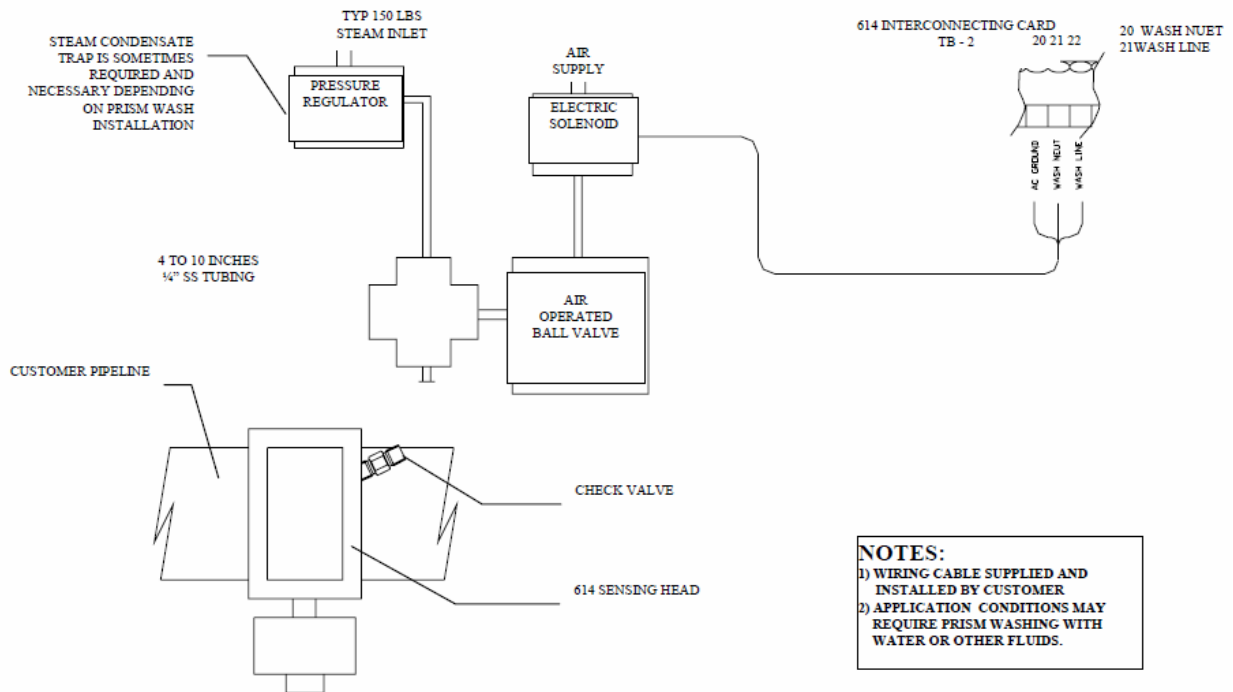 TYP 150 LBS
STEAM INLET
STEAM CONDENSATE
TRAP IS SOMETIMES
REQUIRED AND
NECESSARY DEPENDING
ON PRISM WASH
INSTALLATION
PRESSURE
REGULATOR
AIR
SUPPLY
ELECTRIC
SOLENOID
614 INTERCONNECTING CARD
TB - 2
20 21 22
20 WASH NUET
21WASH LINE
AC GROUND
WASH NEUT
WASH LINE
4 TO 10 INCHES
¼" SS TUBING
AIR
OPERATED
BALL VALVE
CUSTOMER PIPELINE
CHECK VALVE
614 SENSING HEAD
NOTES:
1) WIRING CABLE SUPPLIED AND
INSTALLED BY CUSTOMER
2) APPLICATION CONDITIONS MAY
REQUIRE PRISM WASHING WITH
WATER OR OTHER FLUIDS.